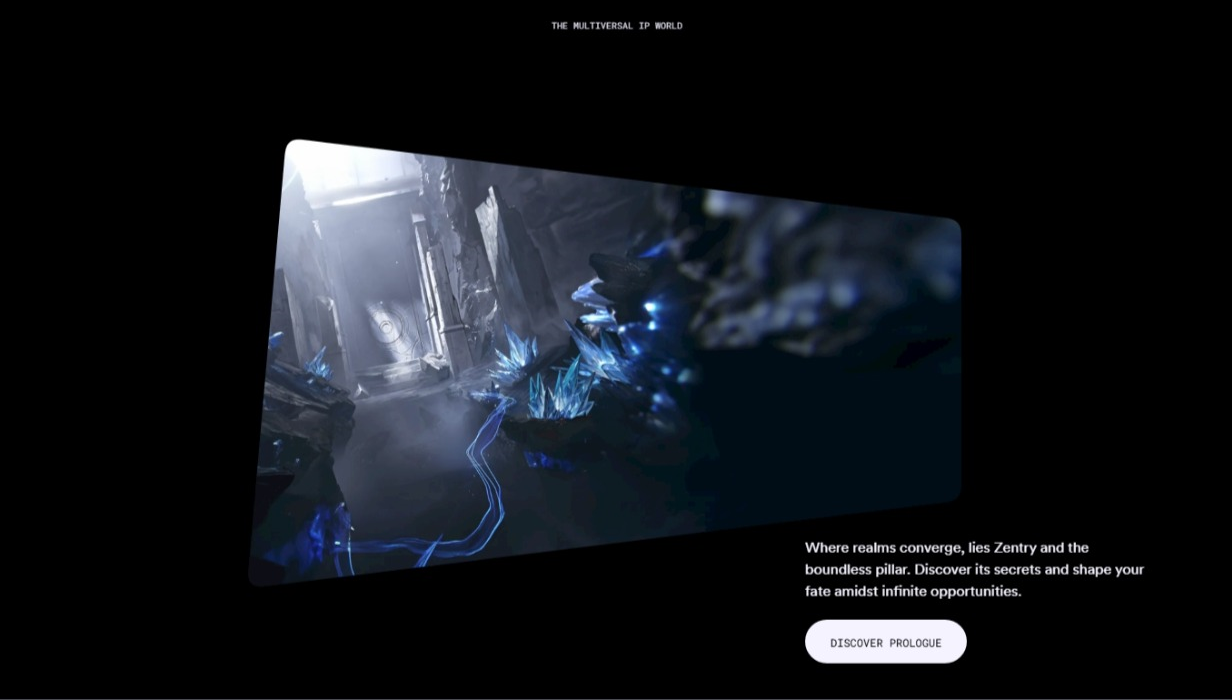 THE MULTIVERSAL IP WORLD
Where realms converge, lies Zentry and the
boundless pillar. Discover its secrets and shape your
fate amidst infinite opportunities.
DISCOVER PROLOGUE